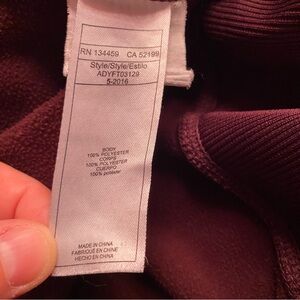 RN 134459 CA 52199
Style/Style/Estilo
ADYFT03129
5-2016
BODY
100% POLYESTER
CORPS
100% POLYESTER
CUERPO
100% poliéster
MADE IN CHINA
FABRIQUÉ EN CHINE
HECHO EN CHINA